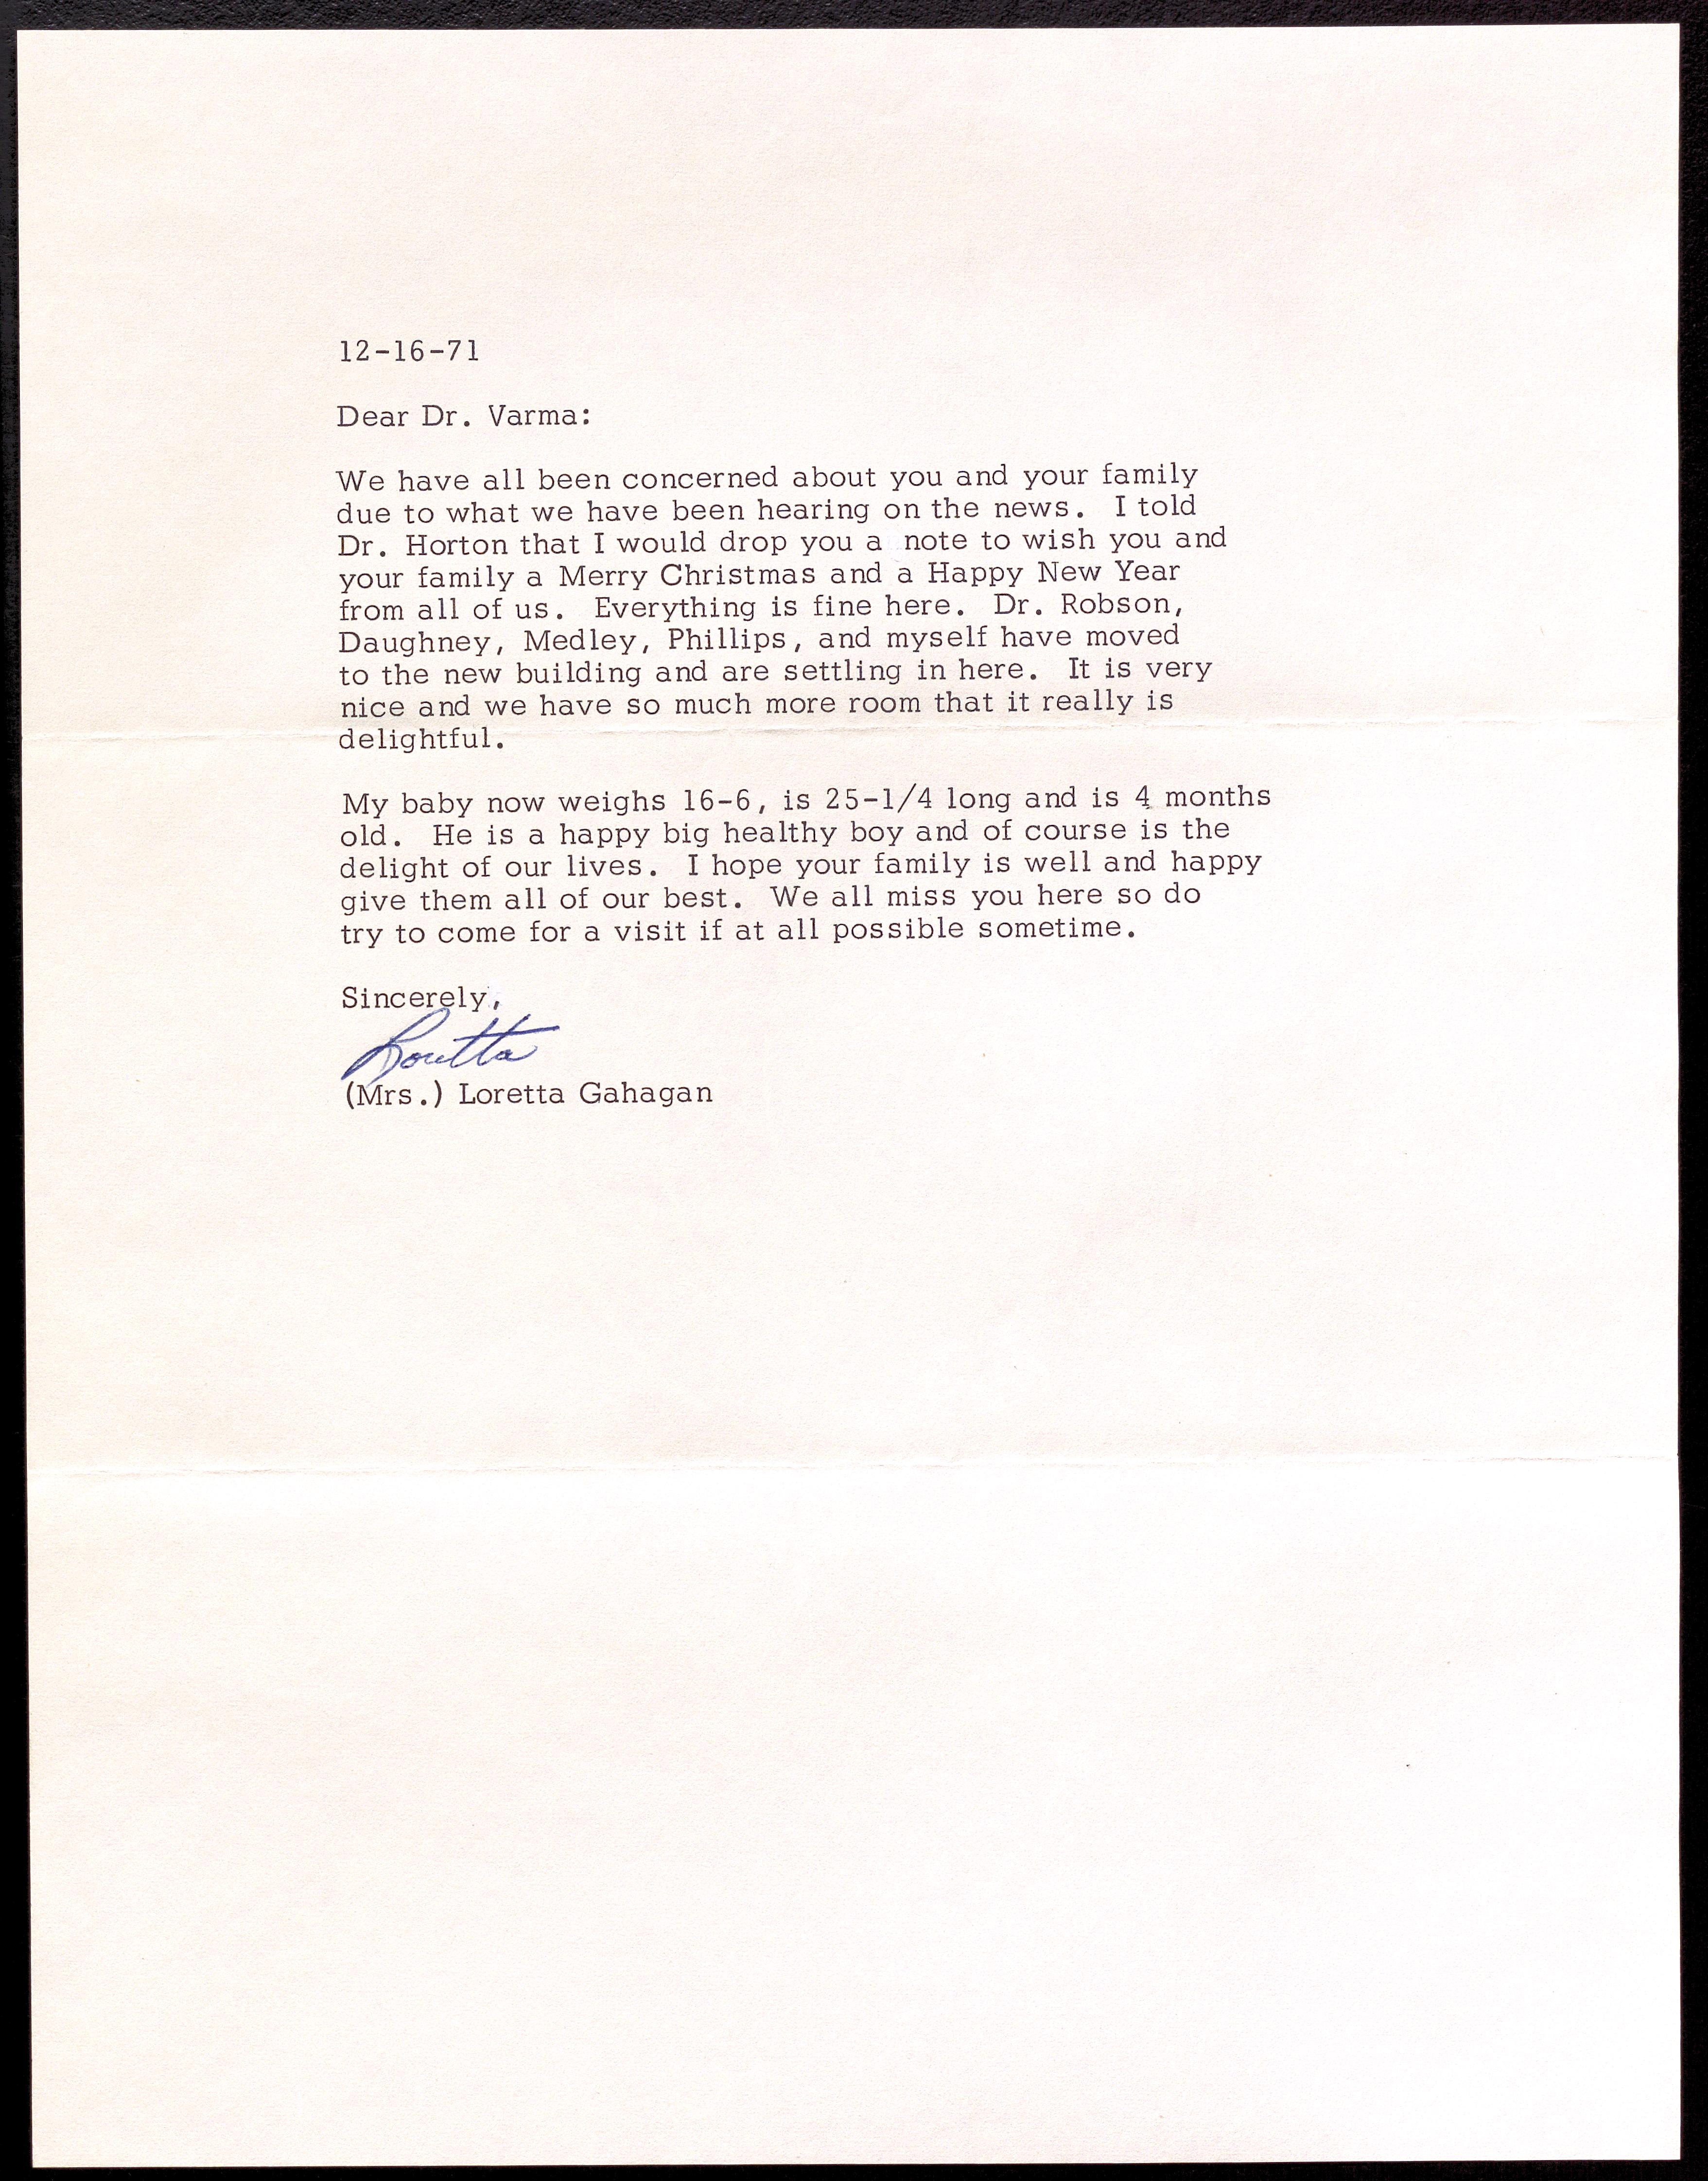 12-16-71
Dear Dr. Varma:
We have all been concerned about you and your family
due to what we have been hearing on the news. I told
Dr. Horton that I would drop you a note to wish you and
your family a Merry Christmas and a Happy New Year
from all of us. Everything is fine here. Dr. Robson,
Daughney, Medley, Phillips, and myself have moved
to the new building and are settling in here. It is very
nice and we have so much more room that it really is
delightful.
My baby now weighs 16-6, is 25-1/4 long and is 4 months
old. He is a happy big healthy boy and of course is the
delight of our lives. I hope your family is well and happy
give them all of our best. We all miss you here so do
try to come for a visit if at all possible sometime.
Sincerely,
Loretta
(Mrs.) Loretta Gahagan